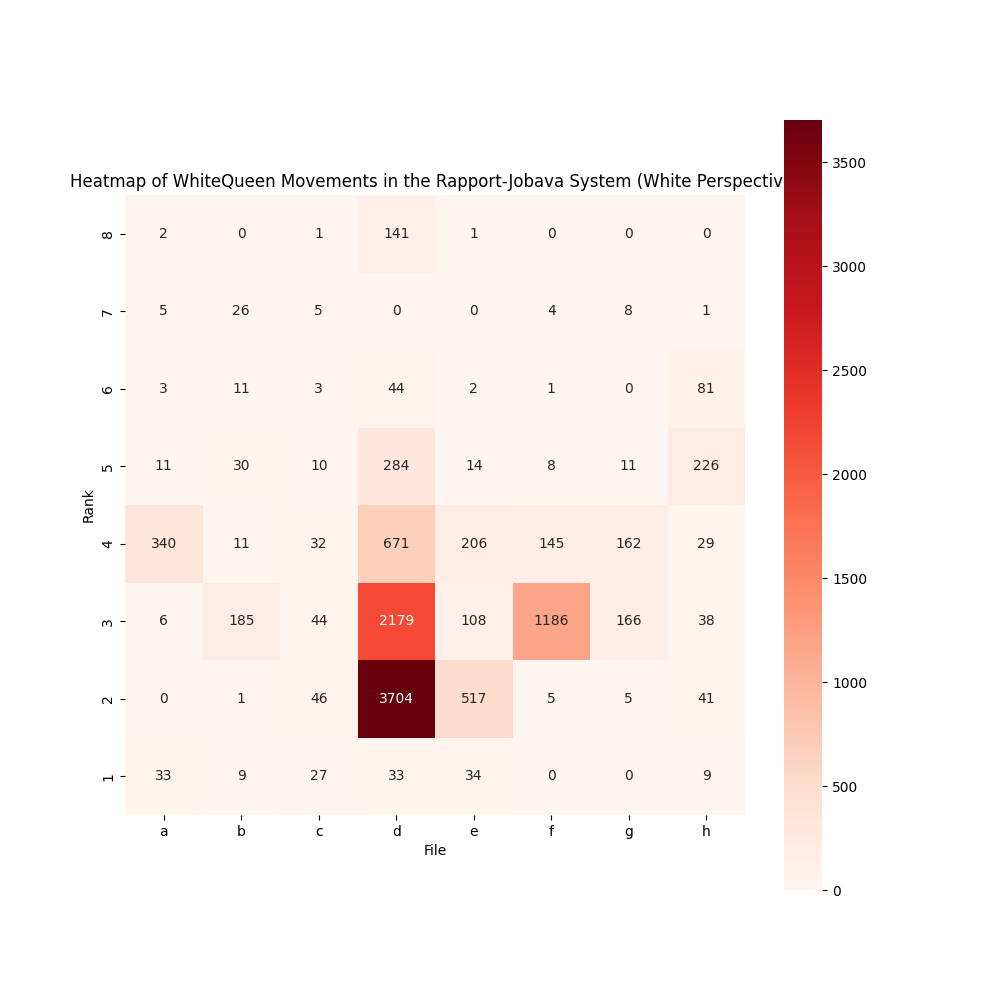 Heatmap of WhiteQueen Movements in the Rapport-Jobava System (White Perspectiv
8 2 0 1 141 1 0 0 0
7 5 26 5 0 0 4 8 1
6 3 11 3 44 2 1 0 81
5 11 30 10 284 14 8 11 226
Rank
4 340 11 32 671 206 145 162 29
3 6 185 44 2179 108 1186 166 38
2 0 1 46 3704 517 5 5 41
1 33 9 27 33 34 0 0 9
a b c d e f g h
File
3500
3000
2500
2000
1500
1000
500
0